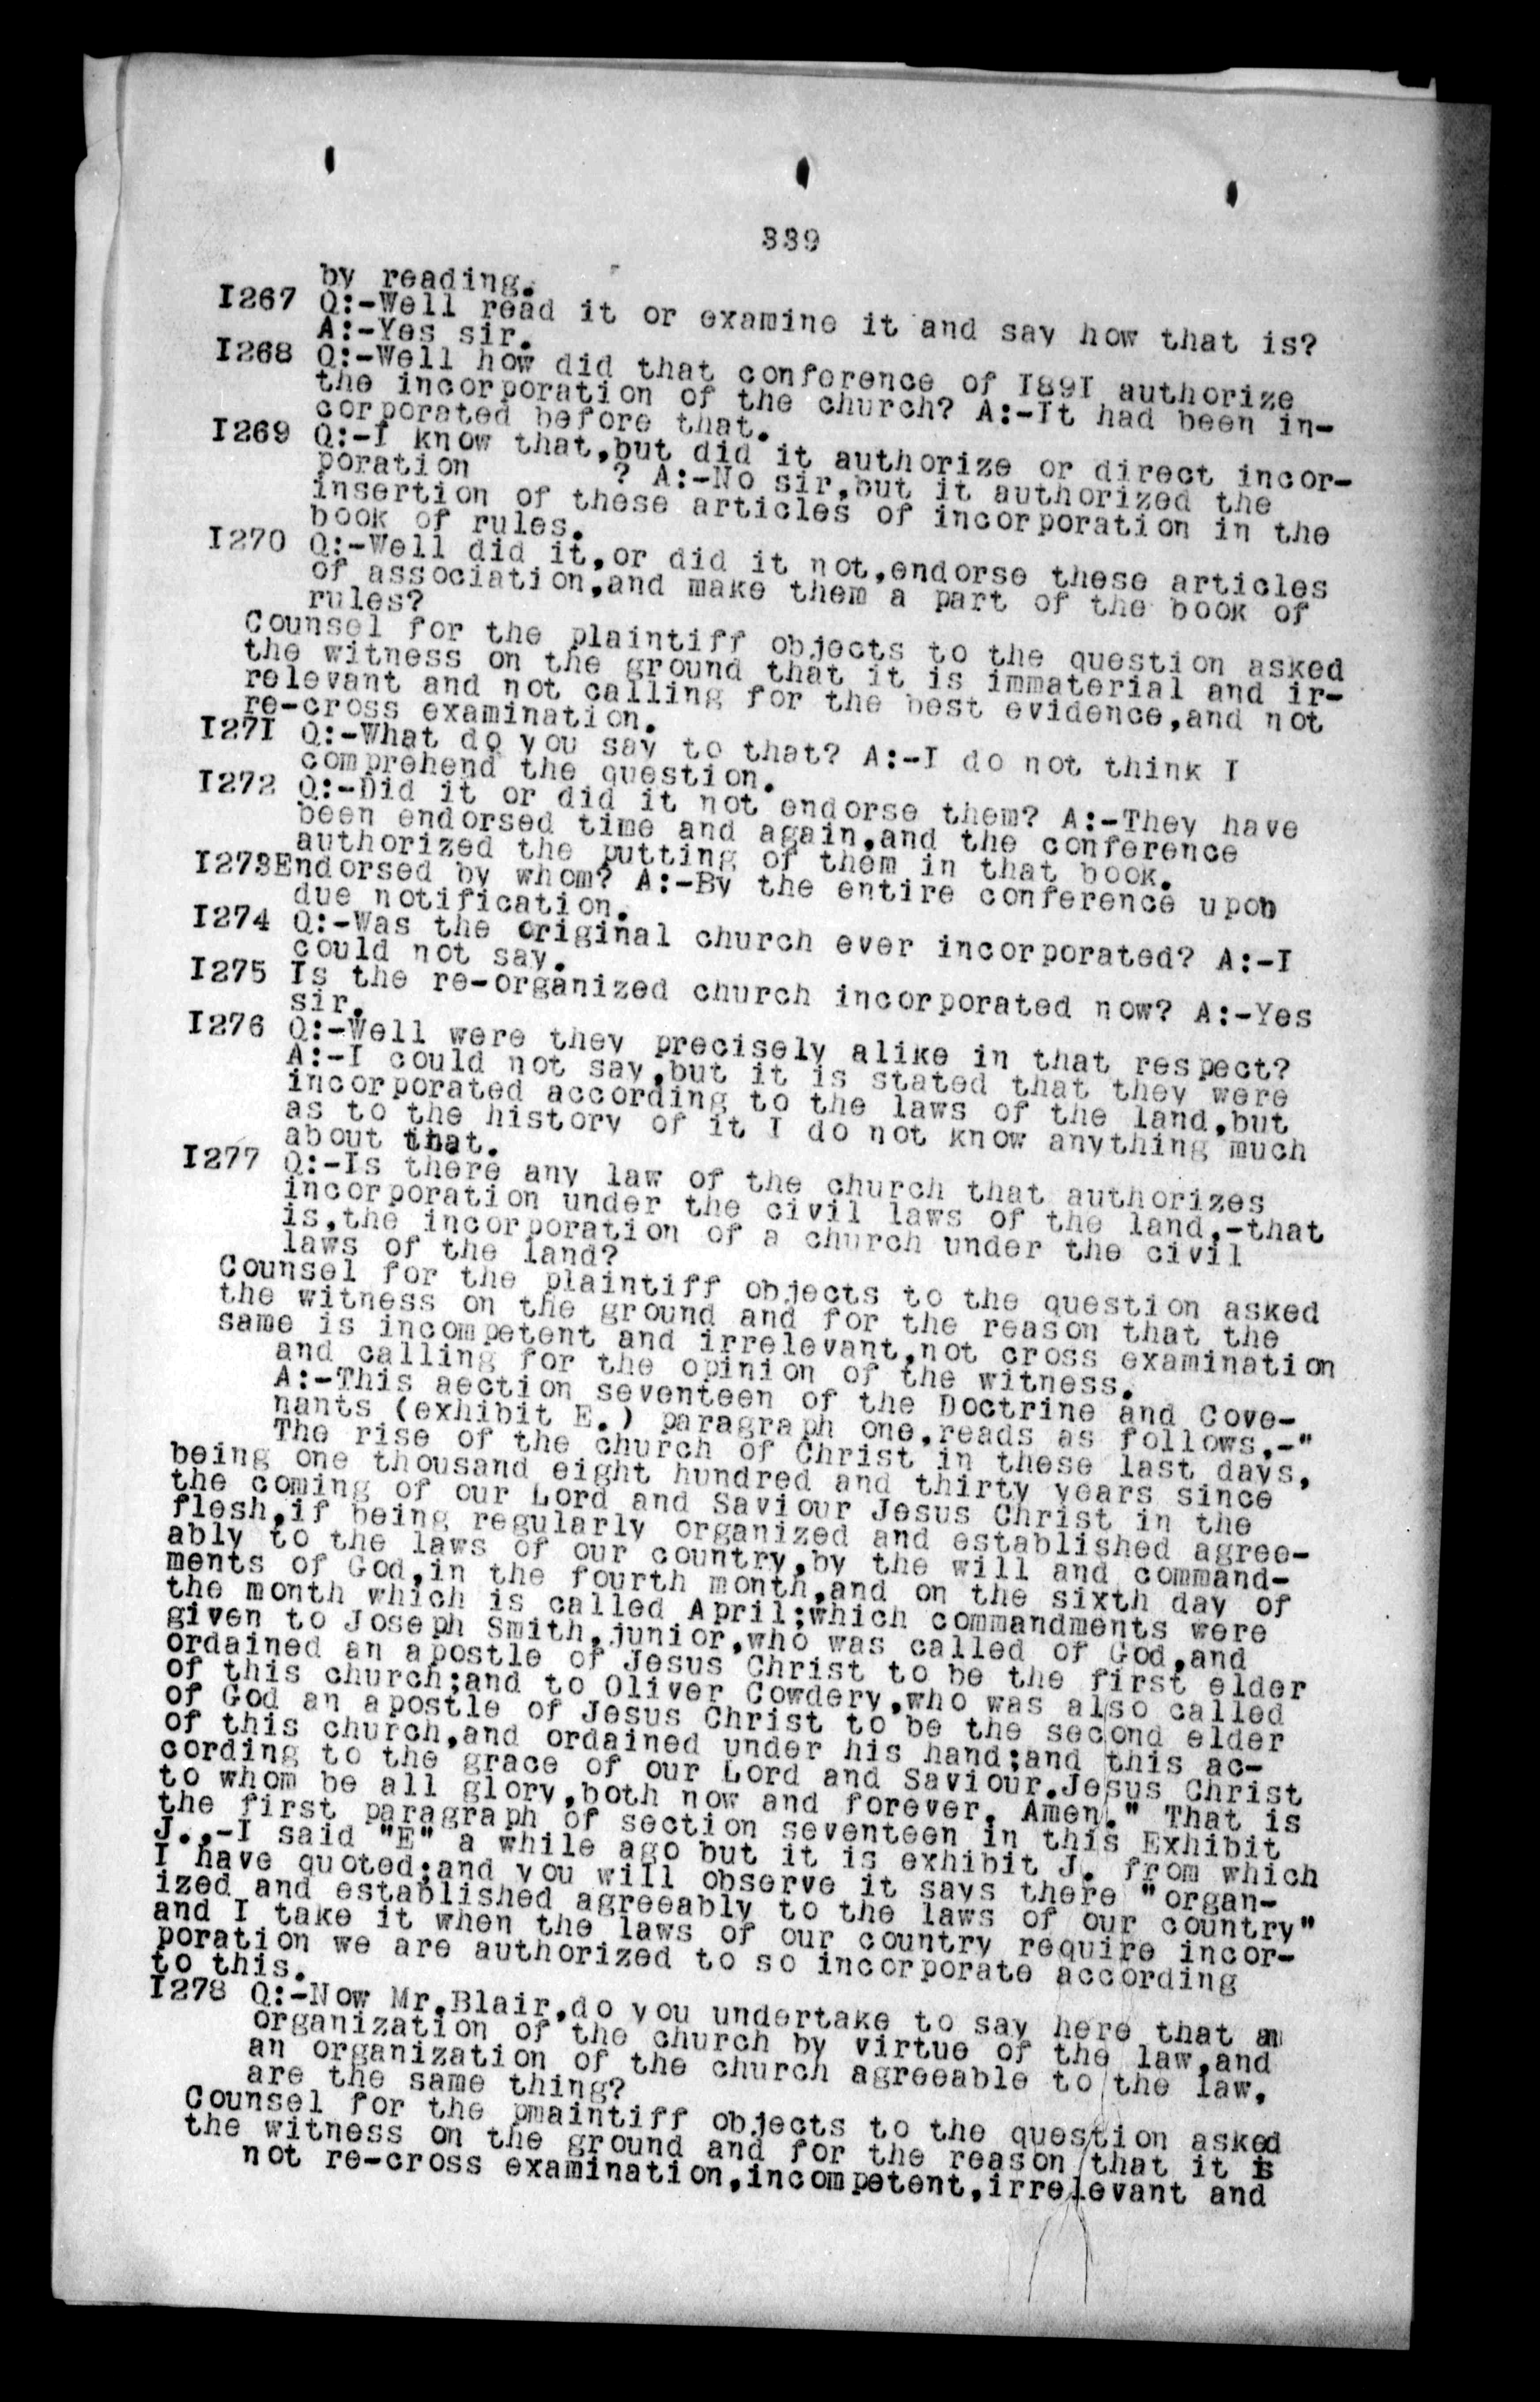 339
by reading.
I267 Q:-Well read it or examine it and say how that is?
A:-Yes sir.
I268 Q:-Well how did that conference of I89I authorize
the incorporation of the church? A:-It had been in-
corporated before that.
I269 Q:-I know that,but did it authorize or direct incor-
poration ? A:-No sir,but it authorized the
insertion of these articles of incorporation in the
book of rules.
I270 Q:-Well did it,or did it not,endorse these articles
of association,and make them a part of the book of
rules?
Counsel for the plaintiff objects to the question asked
the witness on the ground that it is immaterial and ir-
relevant and not calling for the best evidence,and not
re-cross examination.
I27I Q:-What do you say to that? A:-I do not think I
comprehend the question.
I272 Q:-Did it or did it not endorse them? A:-They have
been endorsed time and again,and the conference
authorized the putting of them in that book.
I273Endorsed by whom? A:-By the entire conference upon
due notification.
I274 Q:-Was the original church ever incorporated? A:-I
could not say.
I275 Is the re-organized church incorporated now? A:-Yes
sir.
I276 Q:-Well were they precisely alike in that respect?
A:-I could not say,but it is stated that they were
incorporated according to the laws of the land,but
as to the history of it I do not know anything much
about that.
I277 Q:-Is there any law of the church that authorizes
incorporation under the civil laws of the land,-that
is,the incorporation of a church under the civil
laws of the land?
Counsel for the plaintiff objects to the question asked
the witness on the ground and for the reason that the
same is incompetent and irrelevant,not cross examination
and calling for the opinion of the witness.
A:-This aection seventeen of the Doctrine and Cove-
nants (exhibit E.) paragraph one,reads as follows,-"
The rise of the church of Christ in these last days,
being one thousand eight hundred and thirty years since
the coming of our Lord and Saviour Jesus Christ in the
flesh,if being regularly organized and established agree-
ably to the laws of our country,by the will and command-
ments of God,in the fourth month,and on the sixth day of
the month which is called April;which commandments were
given to Joseph Smith,junior,who was called of God,and
ordained an apostle of Jesus Christ to be the first elder
of this church;and to Oliver Cowdery,who was also called
of God an apostle of Jesus Christ to be the second elder
of this church,and ordained under his hand;and this ac-
cording to the grace of our Lord and Saviour.Jesus Christ
to whom be all glory,both now and forever. Amen." That is
the first paragraph of section seventeen in this Exhibit
J..-I said "E" a while ago but it is exhibit J. from which
I have quoted;and you will observe it says there "organ-
ized and established agreeably to the laws of our country"
and I take it when the laws of our country require incor-
poration we are authorized to so incorporate according
to this.
I278 Q:-Now Mr.Blair,do you undertake to say here that an
organization of the church by virtue of the law,and
an organization of the church agreeable to the law,
are the same thing?
Counsel for the pmaintiff objects to the question asked
the witness on the ground and for the reason that it is
not re-cross examination,incompetent,irrelevant and